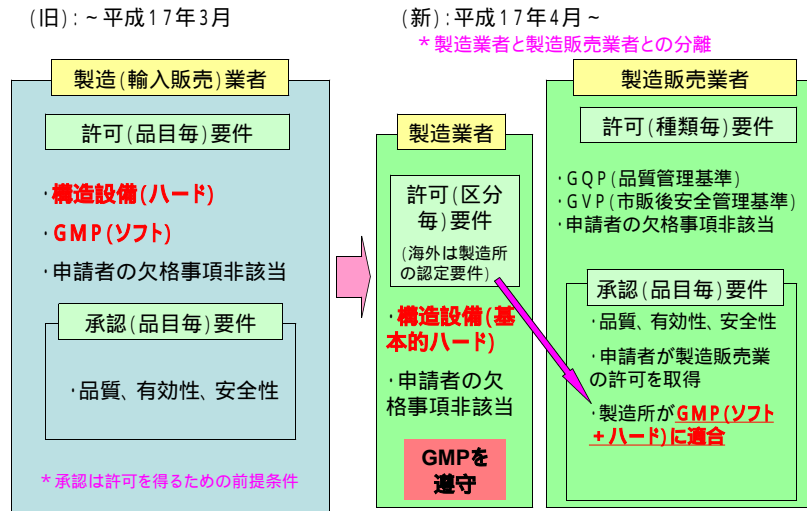 (旧):~平成17年3月
製造(輸入販売)業者
許可(品目毎)要件
・構造設備(ハード)
・GMP(ソフト)
・申請者の欠格事項非該当
承認(品目毎)要件
・品質、有効性、安全性
*承認は許可を得るための前提条件
(新):平成17年4月~
*製造業者と製造販売業者との分離
製造業者
許可(区分
毎)要件
(海外は製造所
の認定要件)
・構造設備(基
本的ハード)
・申請者の欠
格事項非該当
GMPを
遵守
製造販売業者
許可(種類毎)要件
・GQP(品質管理基準)
・GVP(市販後安全管理基準)
・申請者の欠格事項非該当
承認(品目毎)要件
・品質、有効性、安全性
・申請者が製造販売業
の許可を取得
・製造所がGMP(ソフト
+ハード)に適合